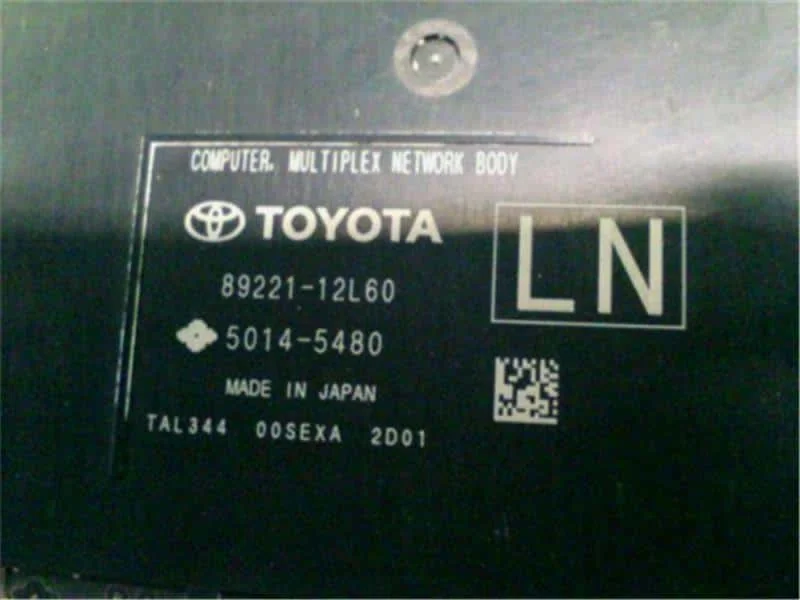 COMPUTER, MULTIPLEX NETWORK BODY
TOYOTA
LN
89221-12L60
5014-5480
MADE IN JAPAN
TAL344 00SEXA 2D01